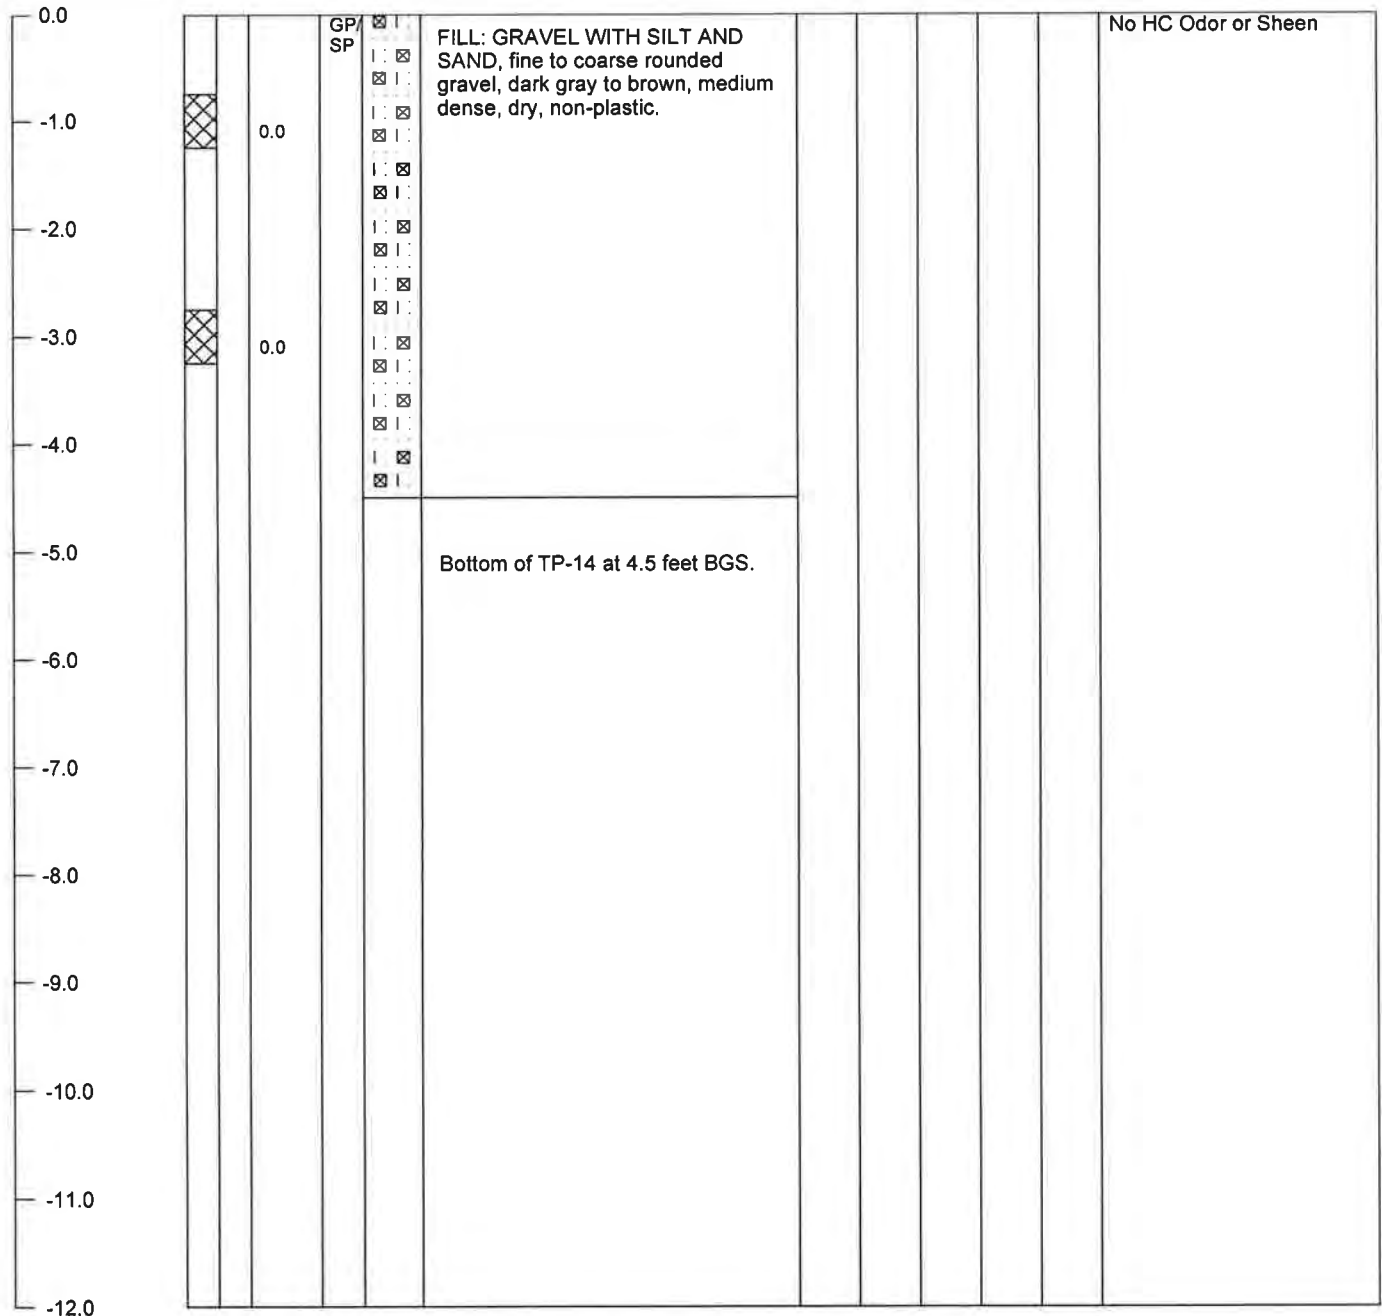 0.0
GP/
SP
FILL: GRAVEL WITH SILT AND
SAND, fine to coarse rounded
gravel, dark gray to brown, medium
dense, dry, non-plastic.
No HC Odor or Sheen
-1.0
0.0
-2.0
-3.0
0.0
-4.0
-5.0
Bottom of TP-14 at 4.5 feet BGS.
-6.0
-7.0
-8.0
-9.0
-10.0
-11.0
-12.0